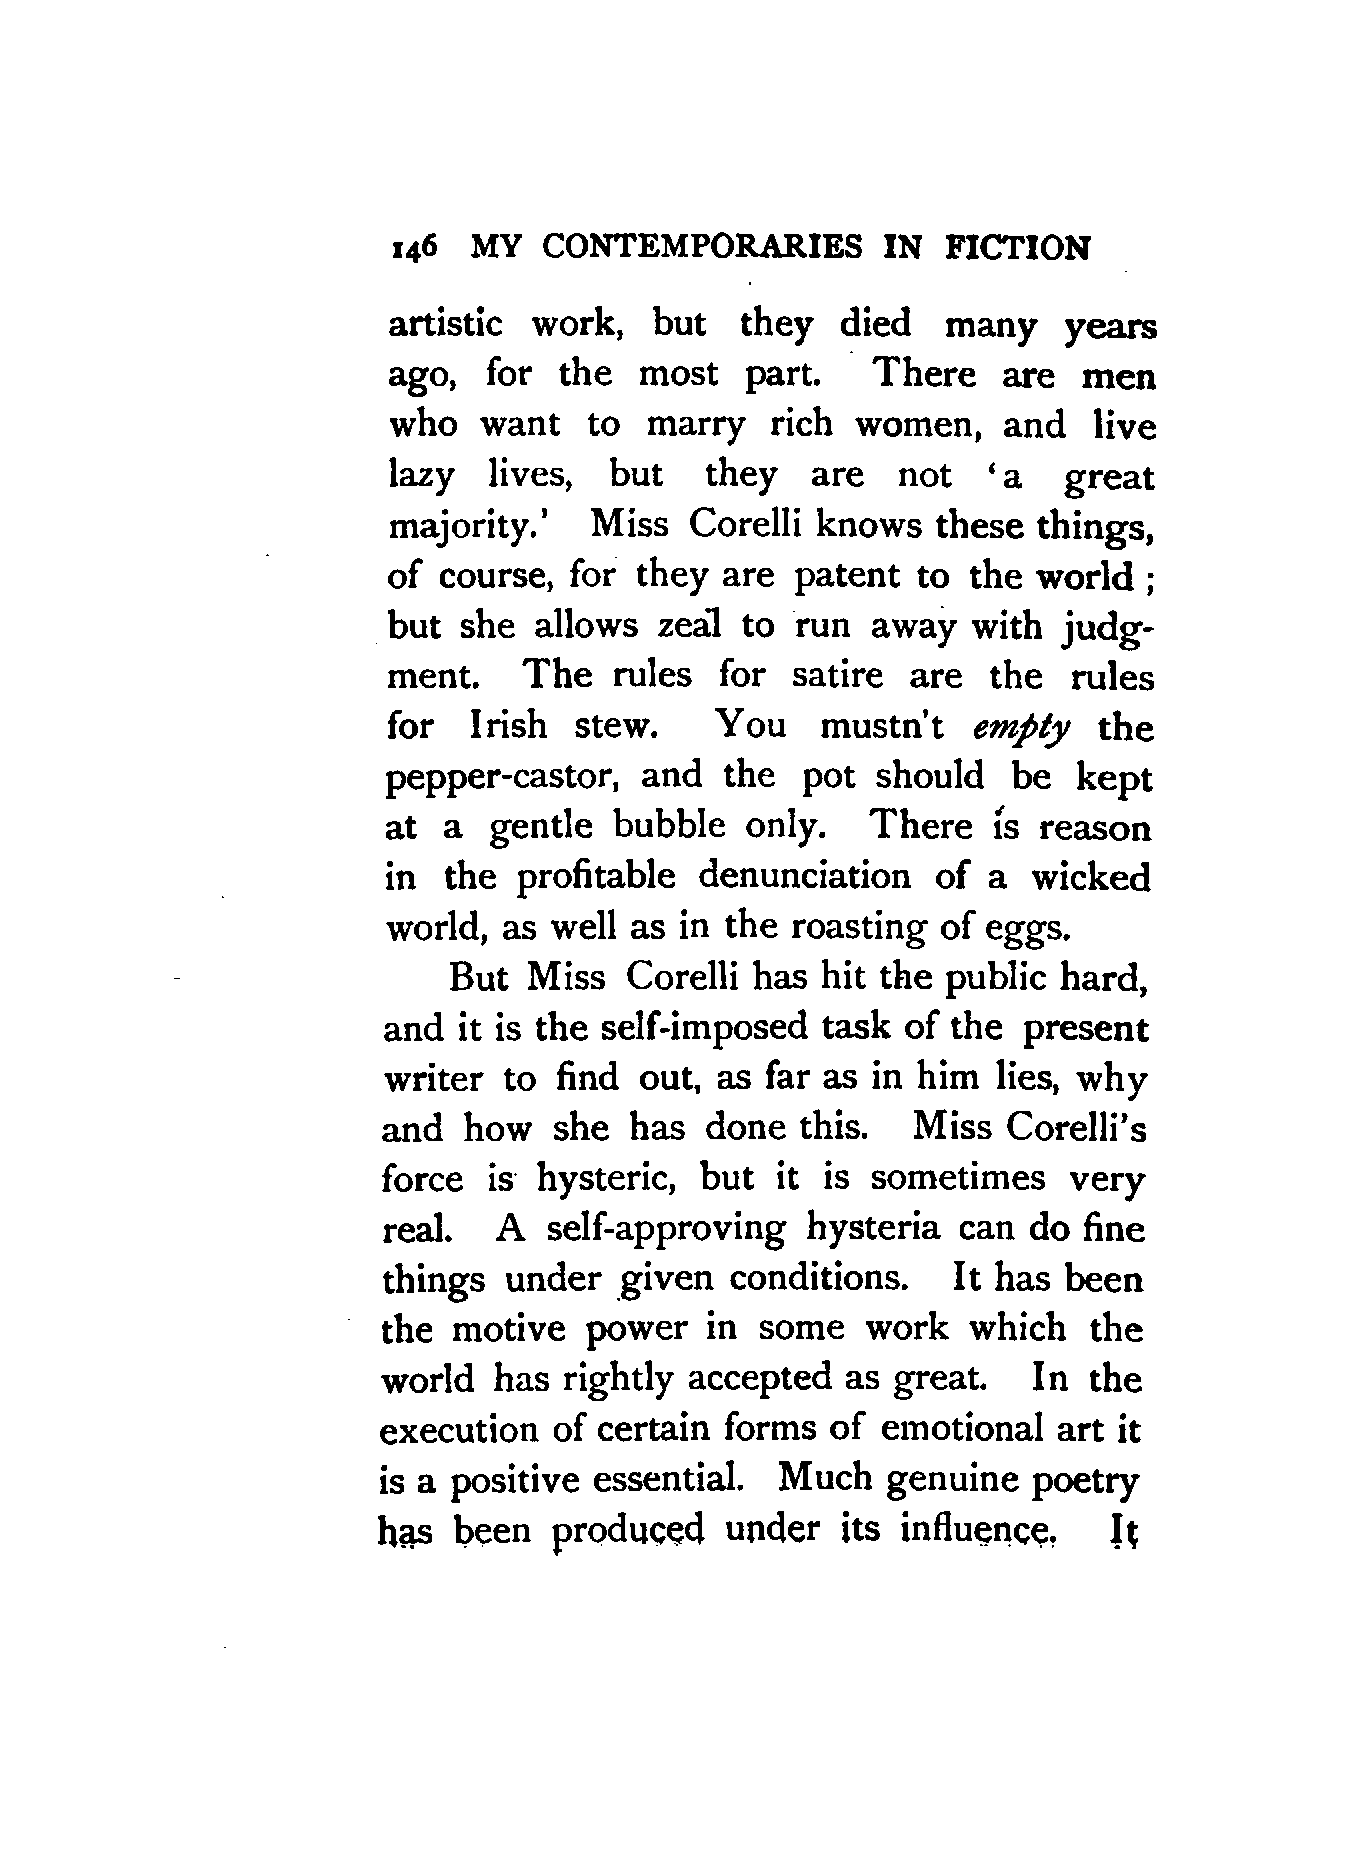 146 MY CONTEMPORARIES IN FICTION
artistic work, but they died many years
ago, for the most part. There are men
who want to marry rich women, and live
lazy lives, but they are not ‘a great
majority.’ Miss Corelli knows these things,
of course, for they are patent to the world ;
but she allows zeal to run away with judg-
ment. The rules for satire are the rules
for Irish stew. You mustn’t empty the
pepper-castor, and the pot should be kept
at a gentle bubble only. There is reason
in the profitable denunciation of a wicked
world, as well as in the roasting of eggs.
But Miss Corelli has hit the public hard,
and it is the self-imposed task of the present
writer to find out, as far as in him lies, why
and how she has done this. Miss Corelli’s
force is hysteric, but it is sometimes very
real. A self-approving hysteria can do fine
things under given conditions. It has been
the motive power in some work which the
world has rightly accepted as great. In the
execution of certain forms of emotional art it
is a positive essential. Much genuine poetry
has been produced under its influence. It